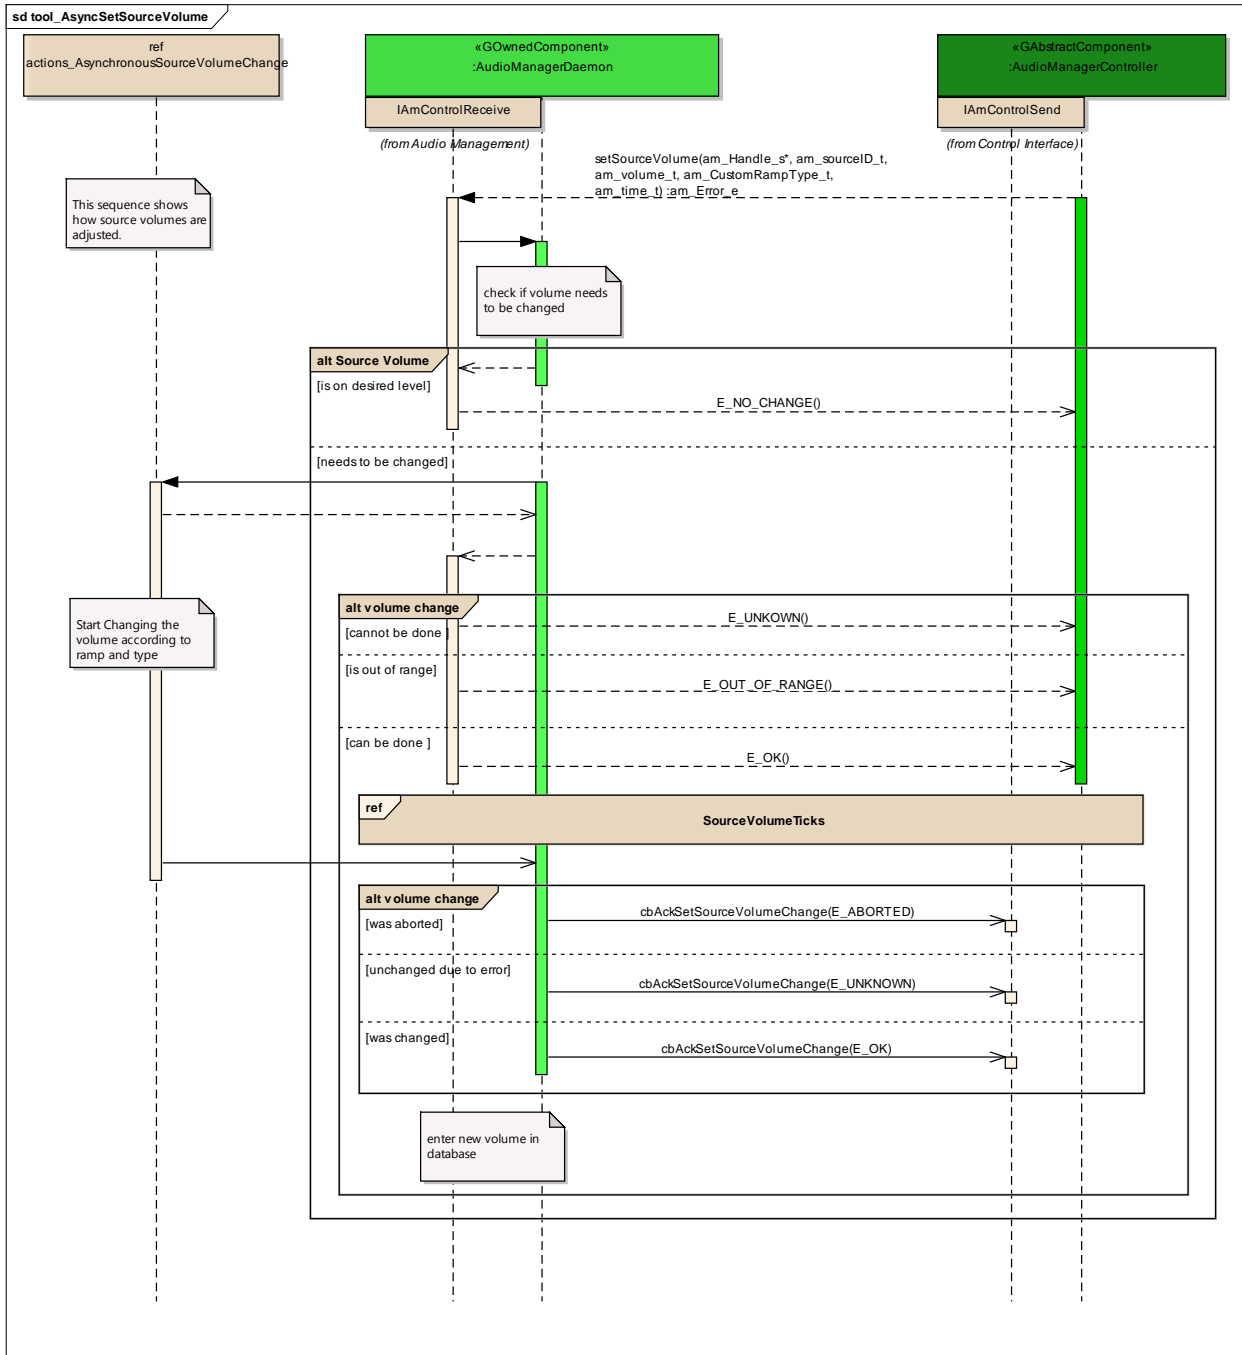 sd tool_AsyncSetSourceVolume
ref
actions_AsynchronousSourceVolumeChange
«GOwnedComponent»
:AudioManagerDaemon
«GAbstractComponent»
:AudioManagerController
IAmControlReceive
IAmControlSend
(from Audio Management)
(from Control Interface)
setSourceVolume(am_Handle_s*, am_sourceID_t,
am_volume_t, am_CustomRampType_t,
am_time_t) :am_Error_e
This sequence shows
how source volumes are
adjusted.
check if volume needs
to be changed
alt Source Volume
[is on desired level]
E_NO_CHANGE()
[needs to be changed]
alt volume change
Start Changing the
volume according to
ramp and type
E_UNKOWN()
[cannot be done ]
[is out of range]
E_OUT_OF_RANGE()
[can be done ]
E_OK()
ref
SourceVolumeTicks
alt volume change
cbAckSetSourceVolumeChange(E_ABORTED)
[was aborted]
[unchanged due to error]
cbAckSetSourceVolumeChange(E_UNKNOWN)
[was changed]
cbAckSetSourceVolumeChange(E_OK)
enter new volume in
database